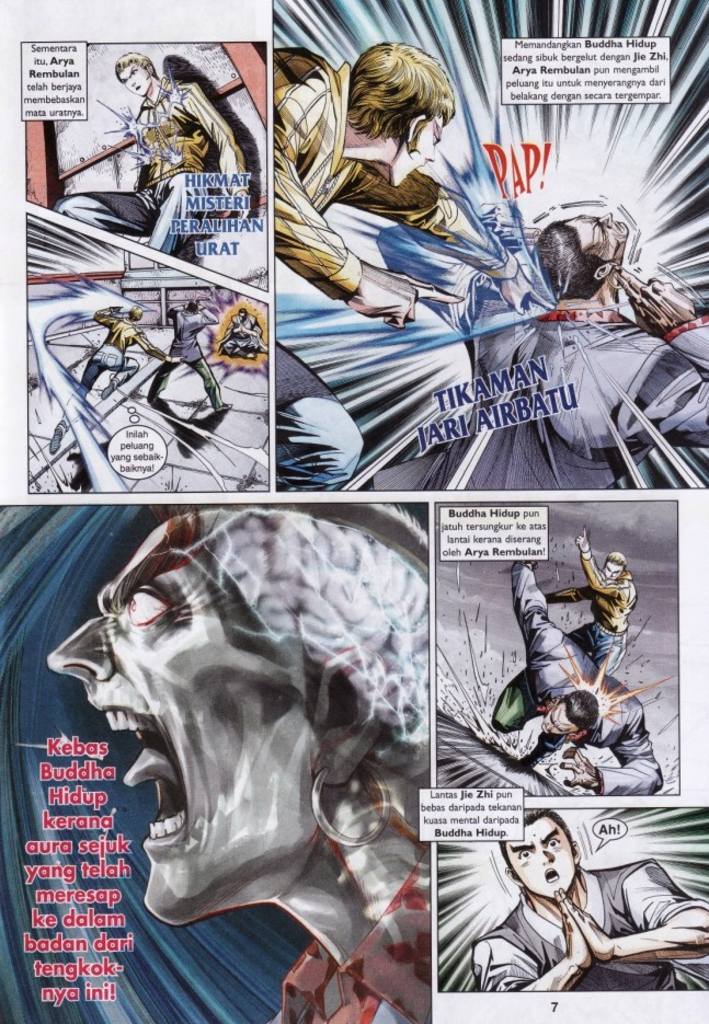 Sementara
itu, Arya
Rembulan
telah berjaya
membebaskan
mata uratnya.
HIKMAT
MISTERI
PERALIHAN
URAT
Inilah
peluang
yang sebaik-
baiknya!
Memandangkan Buddha Hidup
sedang sibuk bergelut dengan Jie Zhi,
Arya Rembulan pun mengambil
peluang itu untuk menyerangnya dari
belakang dengan secara tergempar.
PAP!
TIKAMAN
JARI AIRBATU
Kebas
Buddha
Hidup
kerana
aura sejuk
yang telah
meresap
ke dalam
badan dari
tengkok-
nya ini!
Buddha Hidup pun
jatuh tersungkur ke atas
lantai kerana diserang
oleh Arya Rembulan!
Lantas Jie Zhi pun
bebas daripada tekanan
kuasa mental daripada
Buddha Hidup.
Ah!
7